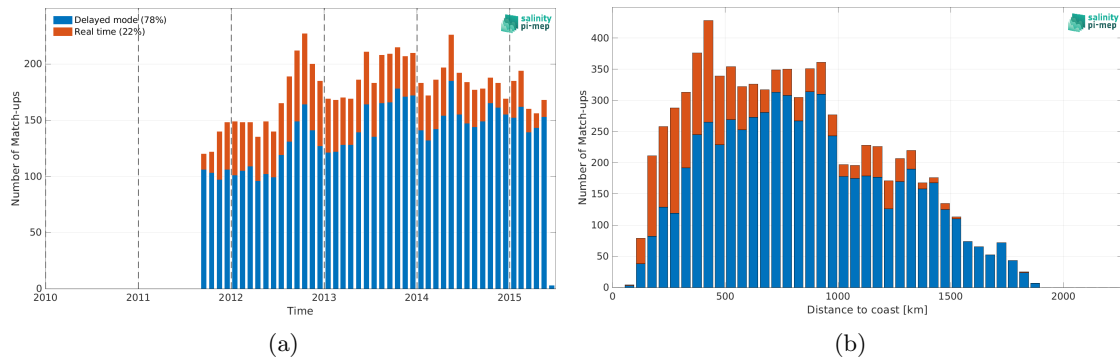 Delayed mode (78%)
Real time (22%)
salinity
pi-mep
Number of Match-ups
200
150
100
50
0
2010
2011
2012
2013
2014
2015
Time
(a)
salinity
pi-mep
Number of Match-ups
400
350
300
250
200
150
100
50
0
0
500
1000
1500
2000
Distance to coast [km]
(b)